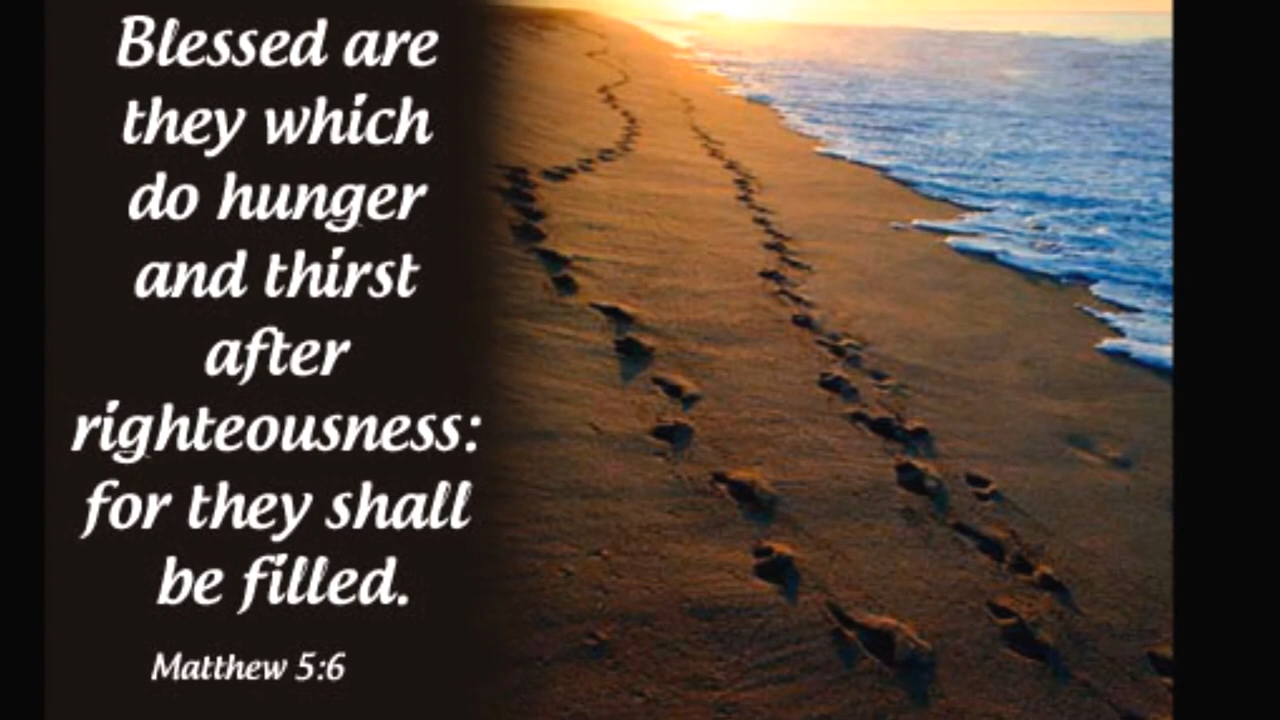 Blessed are
they which
do hunger
and thirst
after
righteousness:
for they shall
be filled.
Matthew 5:6